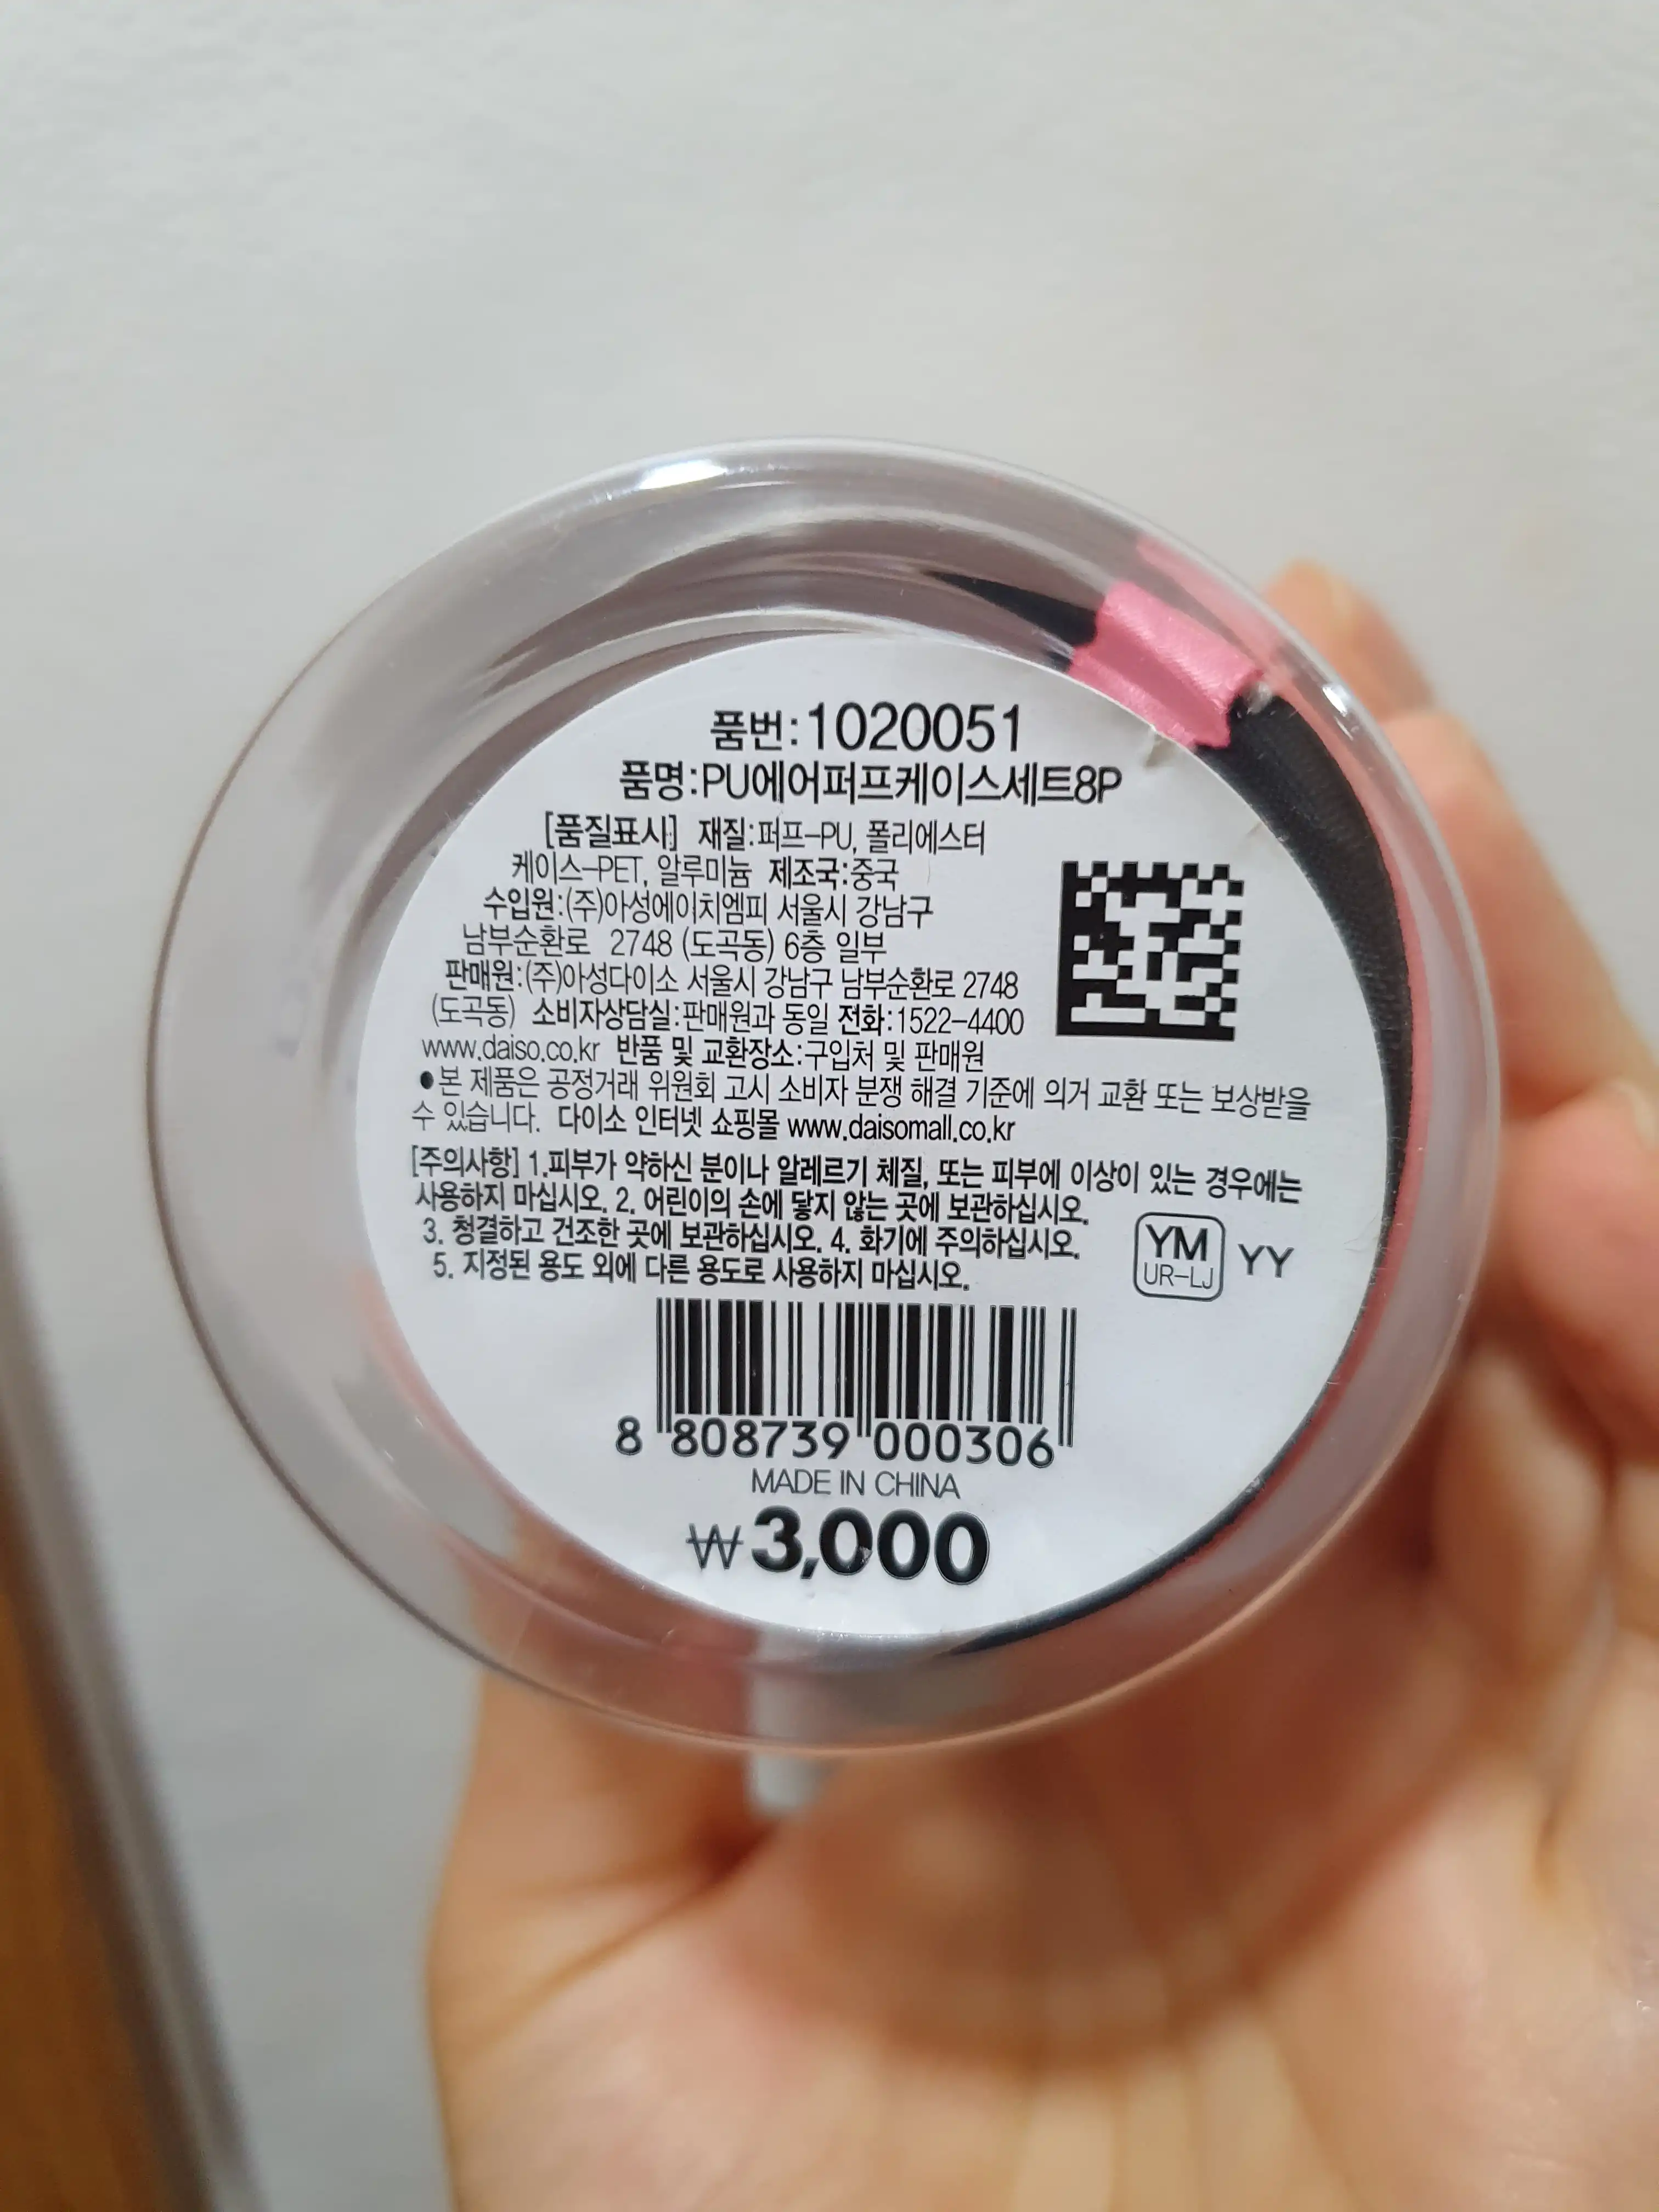 품번:1020051
품명:PU에어퍼프케이스세트8P
[품질표시] 재질:퍼프-PU, 폴리에스터
케이스-PET, 알루미늄 제조국:중국
수입원:(주)아성에이치엠피 서울시 강남구
남부순환로 2748 (도곡동) 6층 일부
판매원:(주)아성다이소 서울시 강남구 남부순환로 2748
(도곡동) 소비자상담실:판매원과 동일 전화:1522-4400
www.daiso.co.kr 반품 및 교환장소:구입처 및 판매원
●본 제품은 공정거래 위원회 고시 소비자 분쟁 해결 기준에 의거 교환 또는 보상받을
수 있습니다. 다이소 인터넷 쇼핑몰 www.daisomall.co.kr
[주의사항] 1.피부가 약하신 분이나 알레르기 체질, 또는 피부에 이상이 있는 경우에는
사용하지 마십시오. 2. 어린이의 손에 닿지 않는 곳에 보관하십시오.
3. 청결하고 건조한 곳에 보관하십시오. 4. 화기에 주의하십시오.
5. 지정된 용도 외에 다른 용도로 사용하지 마십시오.
YM YY
UR-LJ
8 808739 000306
MADE IN CHINA
₩3,000